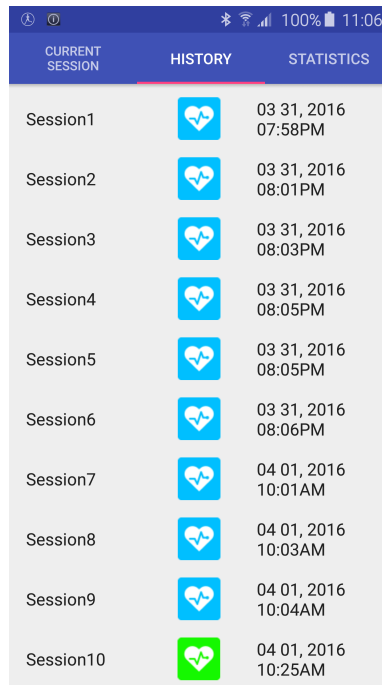 100% 11:06
CURRENT
SESSION
HISTORY
STATISTICS
Session1
03 31, 2016
07:58PM
Session2
03 31, 2016
08:01PM
Session3
03 31, 2016
08:03PM
Session4
03 31, 2016
08:05PM
Session5
03 31, 2016
08:05PM
Session6
03 31, 2016
08:06PM
Session7
04 01, 2016
10:01AM
Session8
04 01, 2016
10:03AM
Session9
04 01, 2016
10:04AM
Session10
04 01, 2016
10:25AM